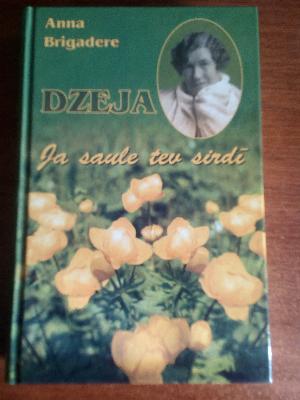 Anna
Brigadere
DZEJA
Ja saule tev sirdī